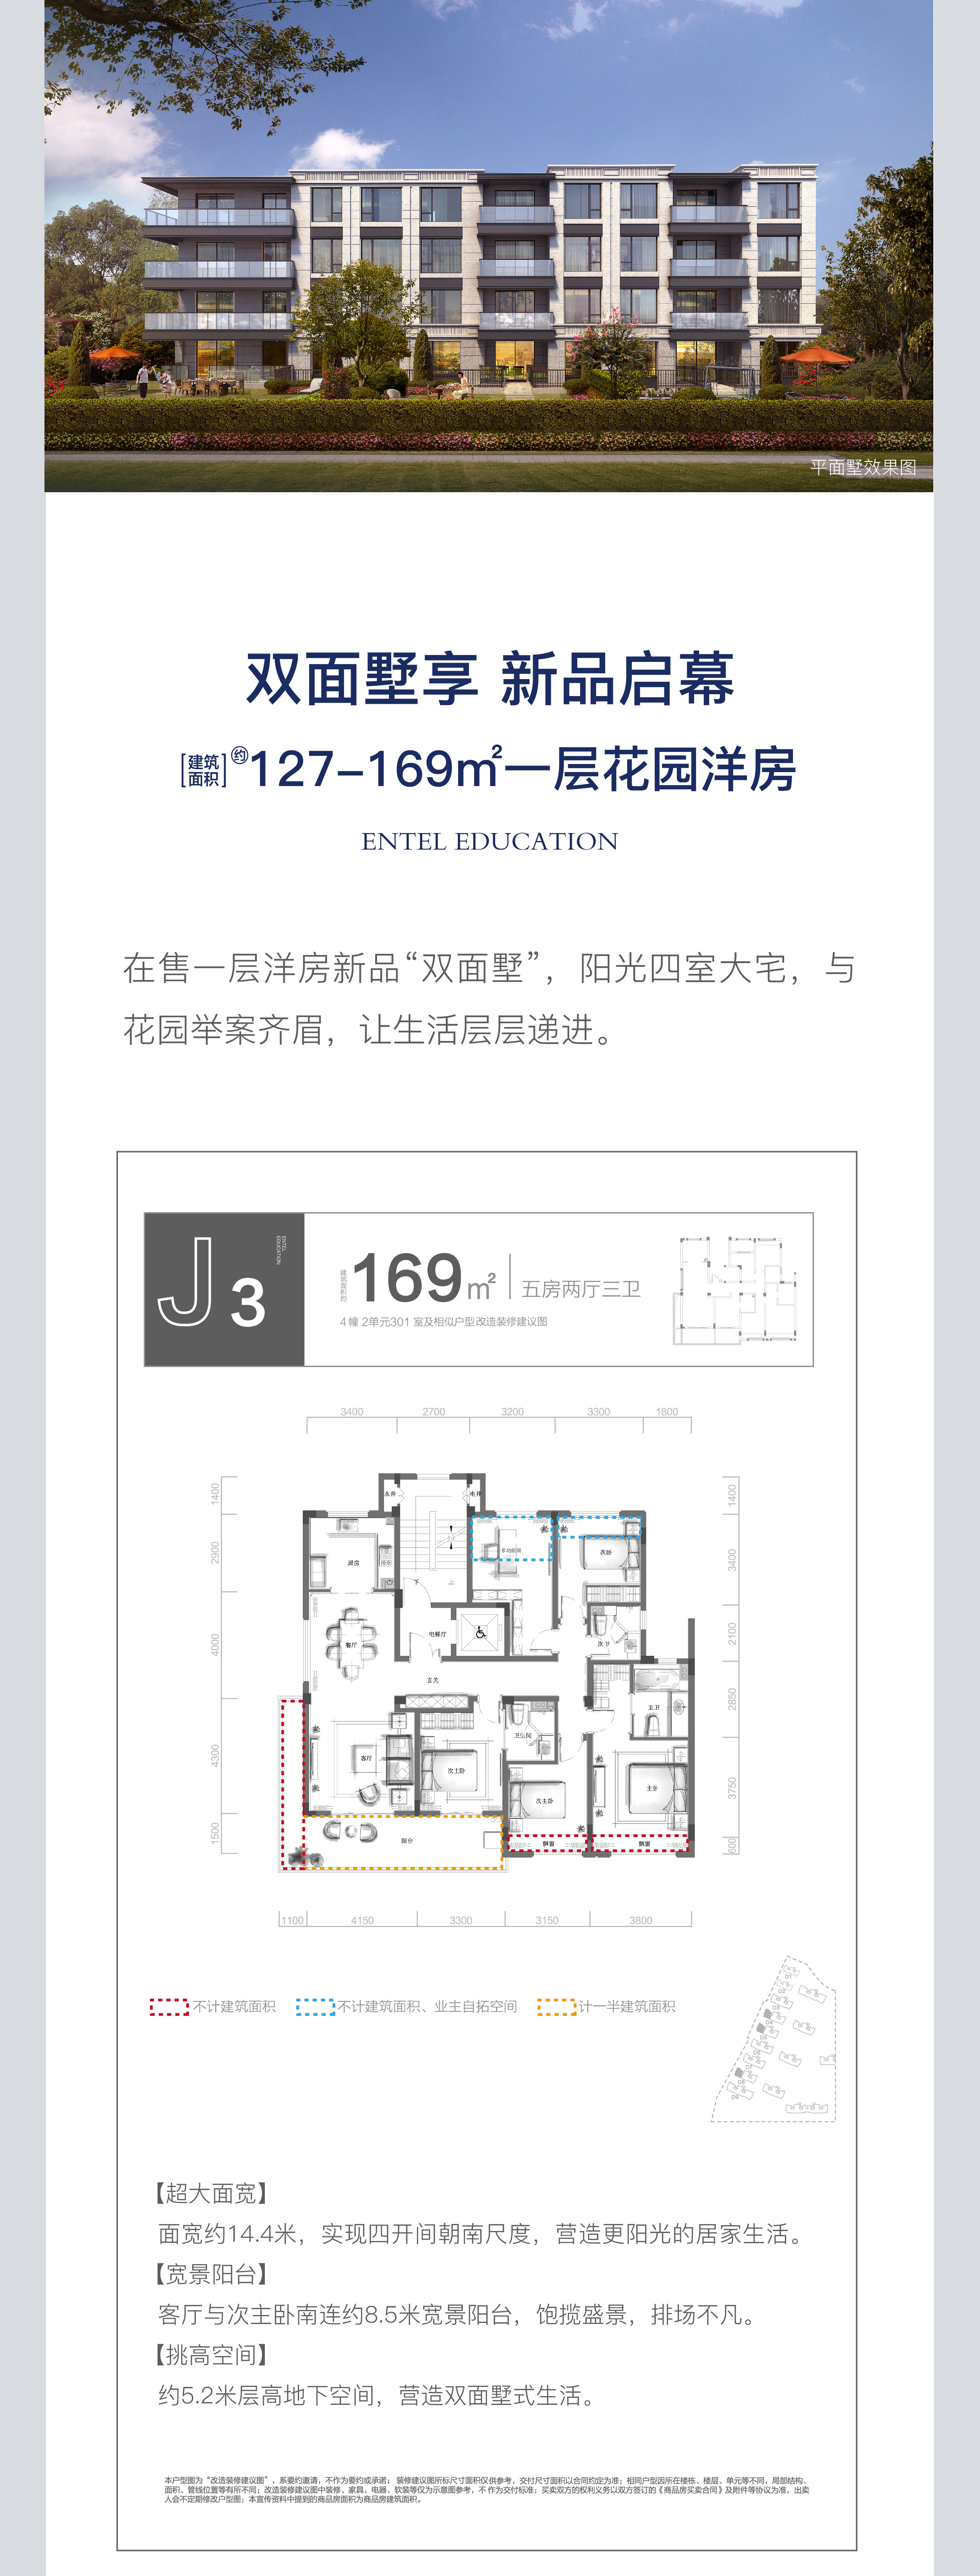 平面墅效果图
双面墅享 新品启幕
[建筑面积]约127-169㎡一层花园洋房
ENTEL EDUCATION
在售一层洋房新品“双面墅”，阳光四室大宅，与
花园举案齐眉，让生活层层递进。
J3
ENTEL
EDUCATION
建筑面积约
169㎡
五房两厅三卫
4幢 2单元301 室及相似户型 改造装修建议图
3400 2700 3200 3300 1800
1400
2900
4000
4300
1500
1400
3400
2100
2850
3750
600
水井
电井
厨房
多功能房
次卧
下 上
电梯厅
餐厅
次卫
玄关
主卫
卫生间
客厅
次主卧
次主卧
主卧
阳台
飘窗
飘窗
1100 4150 3300 3150 3800
不计建筑面积
不计建筑面积、业主自拓空间
计一半建筑面积
【超大面宽】
面宽约14.4米，实现四开间朝南尺度，营造更阳光的居家生活。
【宽景阳台】
客厅与次主卧南连约8.5米宽景阳台，饱揽盛景，排场不凡。
【挑高空间】
约5.2米层高地下空间，营造双面墅式生活。
本户型图为“改造装修建议图”，系要约邀请，不作为要约或承诺； 装修建议图所标尺寸面积仅供参考，交付尺寸面积以合同约定为准；相同户型因所在楼栋、楼层、单元等不同，局部结构、
面积、管线位置等有所不同；改造装修建议图中装修、家具、电器、软装等仅为示意图参考，不作为交付标准；买卖双方的权利义务以双方签订的《商品房买卖合同》及附件等协议为准，出卖
人会不定期修改户型图；本宣传资料中提到的商品房面积为商品房建筑面积。